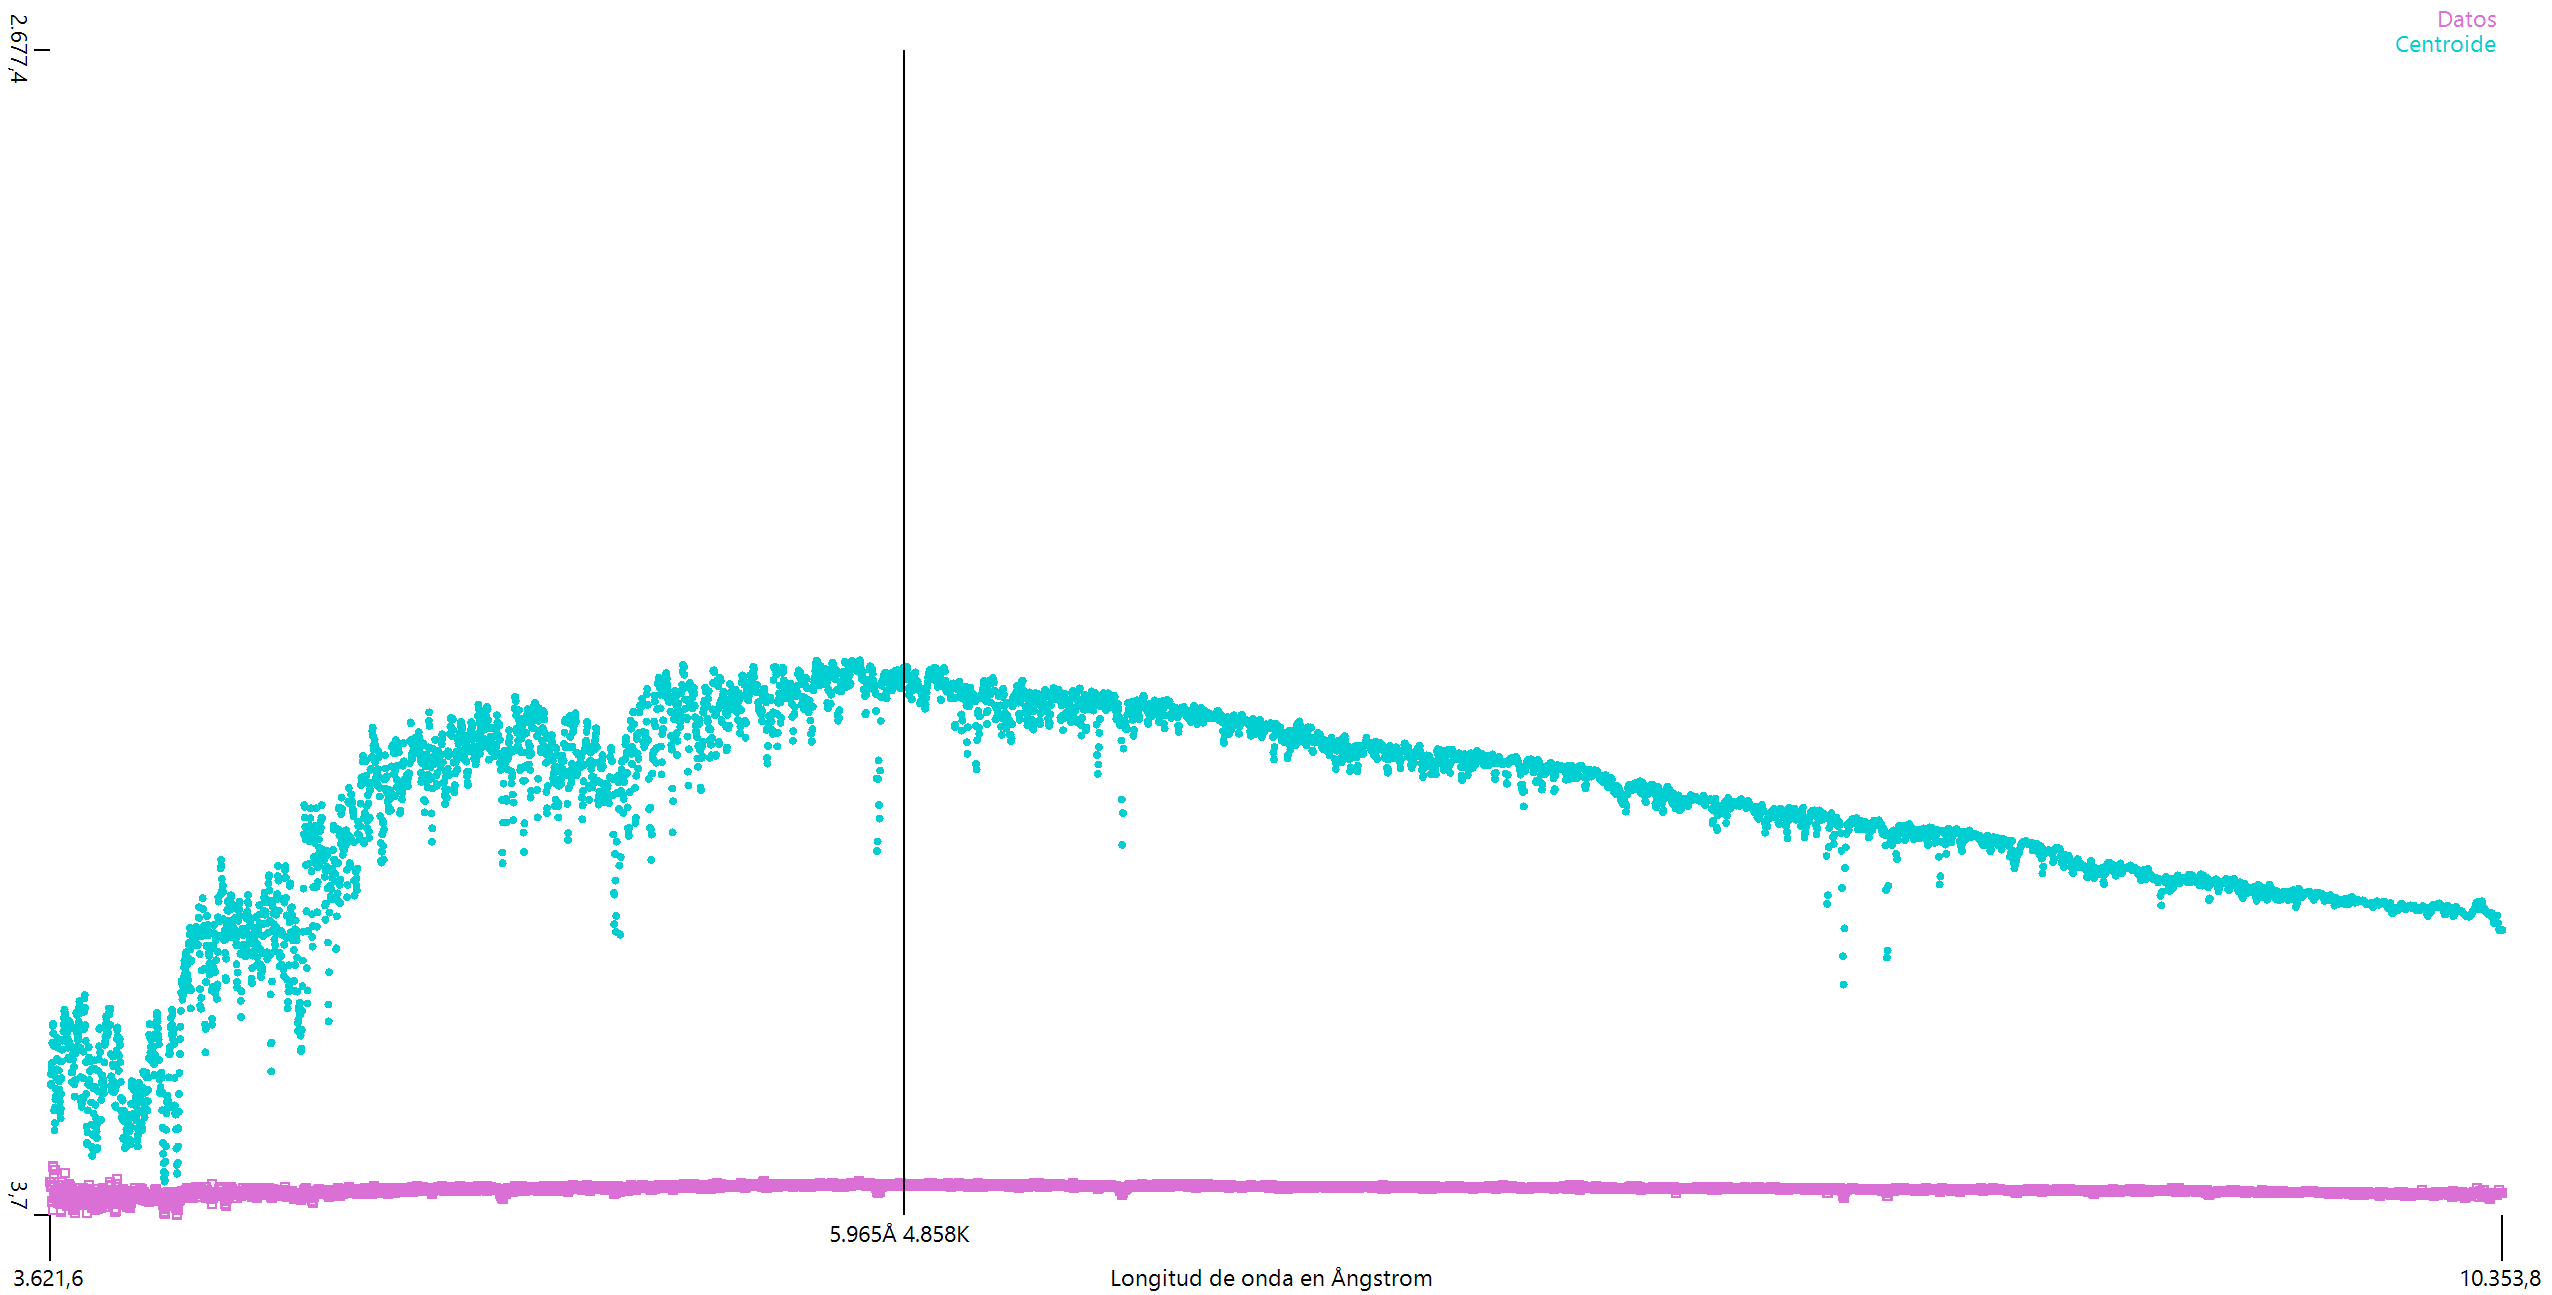 Datos
Centroide
2.677,4
3,7
5.965Å 4.858K
3.621,6
Longitud de onda en Ångstrom
10.353,8